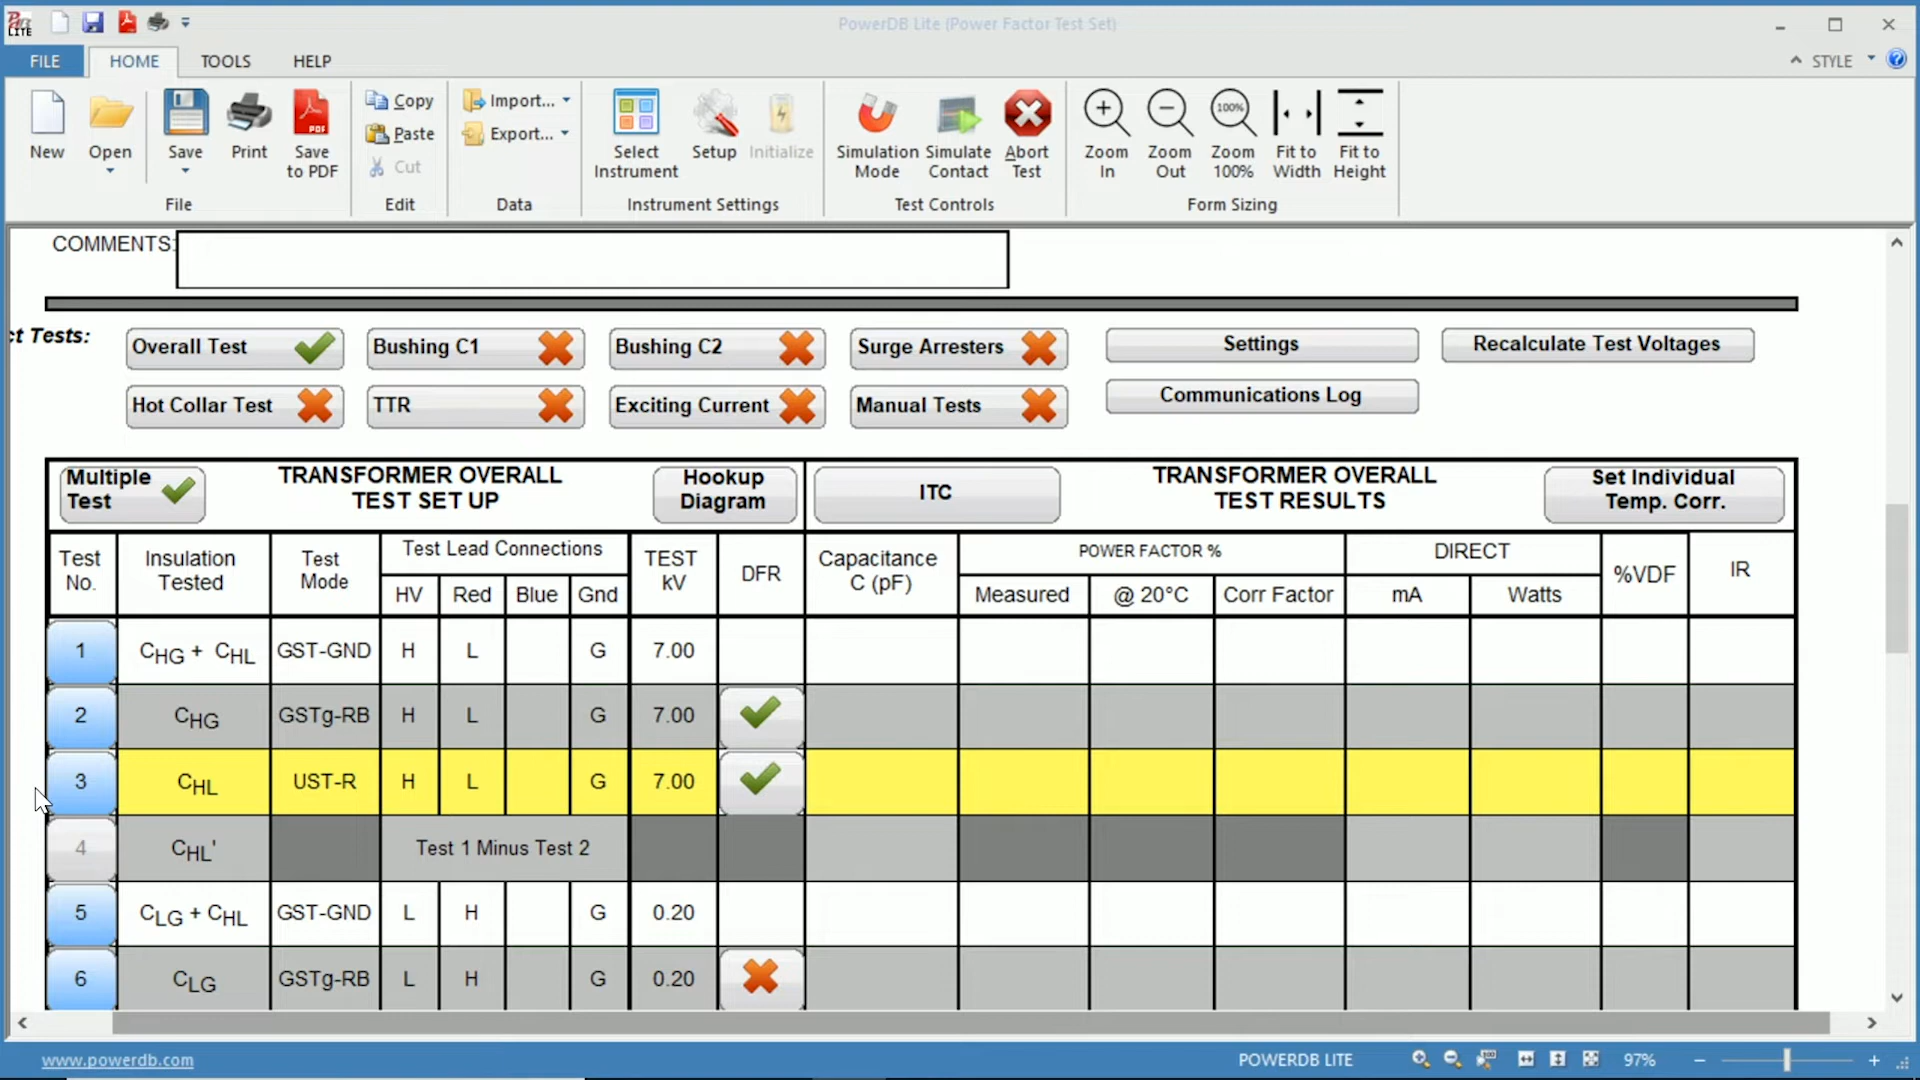 PowerDB Lite (Power Factor Test Set)
FILE HOME TOOLS HELP STYLE
New Open Save Print Save to PDF
File
Copy
Paste
Cut
Edit
Import...
Export...
Data
Select Instrument Setup Initialize
Instrument Settings
Simulation Mode Simulate Contact Abort Test
Test Controls
Zoom In Zoom Out 100% Zoom 100% Fit to Width Fit to Height
Form Sizing
COMMENTS:
ct Tests:
Overall Test Bushing C1 Bushing C2 Surge Arresters Settings Recalculate Test Voltages
Hot Collar Test TTR Exciting Current Manual Tests Communications Log
Multiple Test TRANSFORMER OVERALL TEST SET UP Hookup Diagram ITC TRANSFORMER OVERALL TEST RESULTS Set Individual Temp. Corr.
Test No. Insulation Tested Test Mode Test Lead Connections TEST kV DFR Capacitance C (pF) POWER FACTOR % DIRECT %VDF IR
HV Red Blue Gnd Measured @ 20°C Corr Factor mA Watts
1 CHG + CHL GST-GND H L G 7.00
2 CHG GSTg-RB H L G 7.00
3 CHL UST-R H L G 7.00
4 CHL' Test 1 Minus Test 2
5 CLG + CHL GST-GND L H G 0.20
6 CLG GSTg-RB L H G 0.20
www.powerdb.com POWERDB LITE 97%